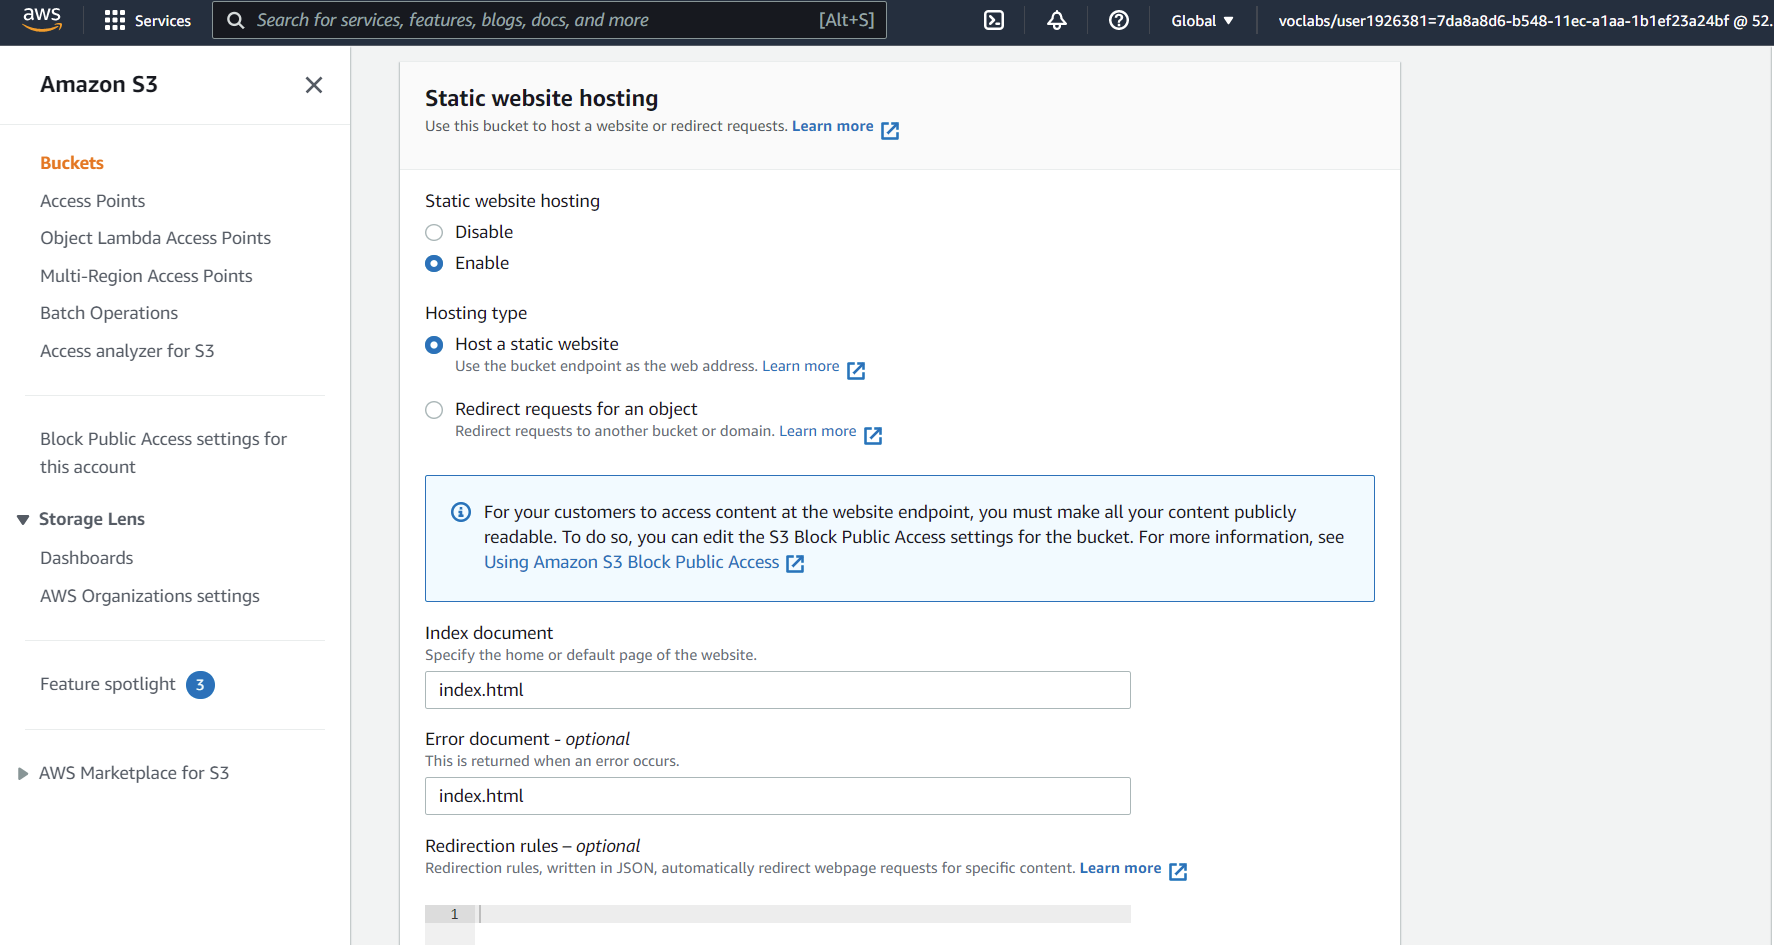 aws
Services
Search for services, features, blogs, docs, and more
[Alt+S]
Global
voclabs/user1926381=7da8a8d6-b548-11ec-a1aa-1b1ef23a24bf @ 52.
Amazon S3
Buckets
Access Points
Object Lambda Access Points
Multi-Region Access Points
Batch Operations
Access analyzer for S3
Block Public Access settings for
this account
Storage Lens
Dashboards
AWS Organizations settings
Feature spotlight 3
AWS Marketplace for S3
Static website hosting
Use this bucket to host a website or redirect requests. Learn more
Static website hosting
Disable
Enable
Hosting type
Host a static website
Use the bucket endpoint as the web address. Learn more
Redirect requests for an object
Redirect requests to another bucket or domain. Learn more
For your customers to access content at the website endpoint, you must make all your content publicly
readable. To do so, you can edit the S3 Block Public Access settings for the bucket. For more information, see
Using Amazon S3 Block Public Access
Index document
Specify the home or default page of the website.
index.html
Error document - optional
This is returned when an error occurs.
index.html
Redirection rules – optional
Redirection rules, written in JSON, automatically redirect webpage requests for specific content. Learn more
1